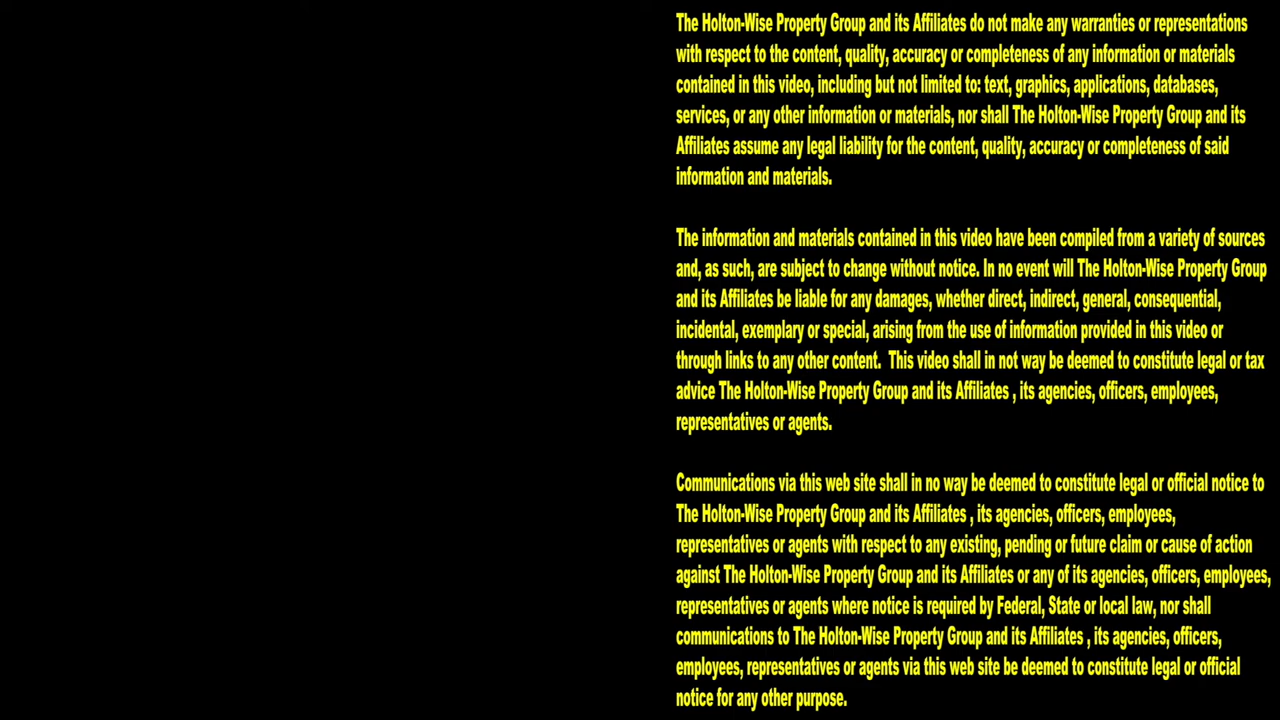 The Holton-Wise Property Group and its Affiliates do not make any warranties or representations
with respect to the content, quality, accuracy or completeness of any information or materials
contained in this video, including but not limited to: text, graphics, applications, databases,
services, or any other information or materials, nor shall The Holton-Wise Property Group and its
Affiliates assume any legal liability for the content, quality, accuracy or completeness of said
information and materials.
The information and materials contained in this video have been compiled from a variety of sources
and, as such, are subject to change without notice. In no event will The Holton-Wise Property Group
and its Affiliates be liable for any damages, whether direct, indirect, general, consequential,
incidental, exemplary or special, arising from the use of information provided in this video or
through links to any other content.  This video shall in not way be deemed to constitute legal or tax
advice The Holton-Wise Property Group and its Affiliates , its agencies, officers, employees,
representatives or agents.
Communications via this web site shall in no way be deemed to constitute legal or official notice to
The Holton-Wise Property Group and its Affiliates , its agencies, officers, employees,
representatives or agents with respect to any existing, pending or future claim or cause of action
against The Holton-Wise Property Group and its Affiliates or any of its agencies, officers, employees,
representatives or agents where notice is required by Federal, State or local law, nor shall
communications to The Holton-Wise Property Group and its Affiliates , its agencies, officers,
employees, representatives or agents via this web site be deemed to constitute legal or official
notice for any other purpose.